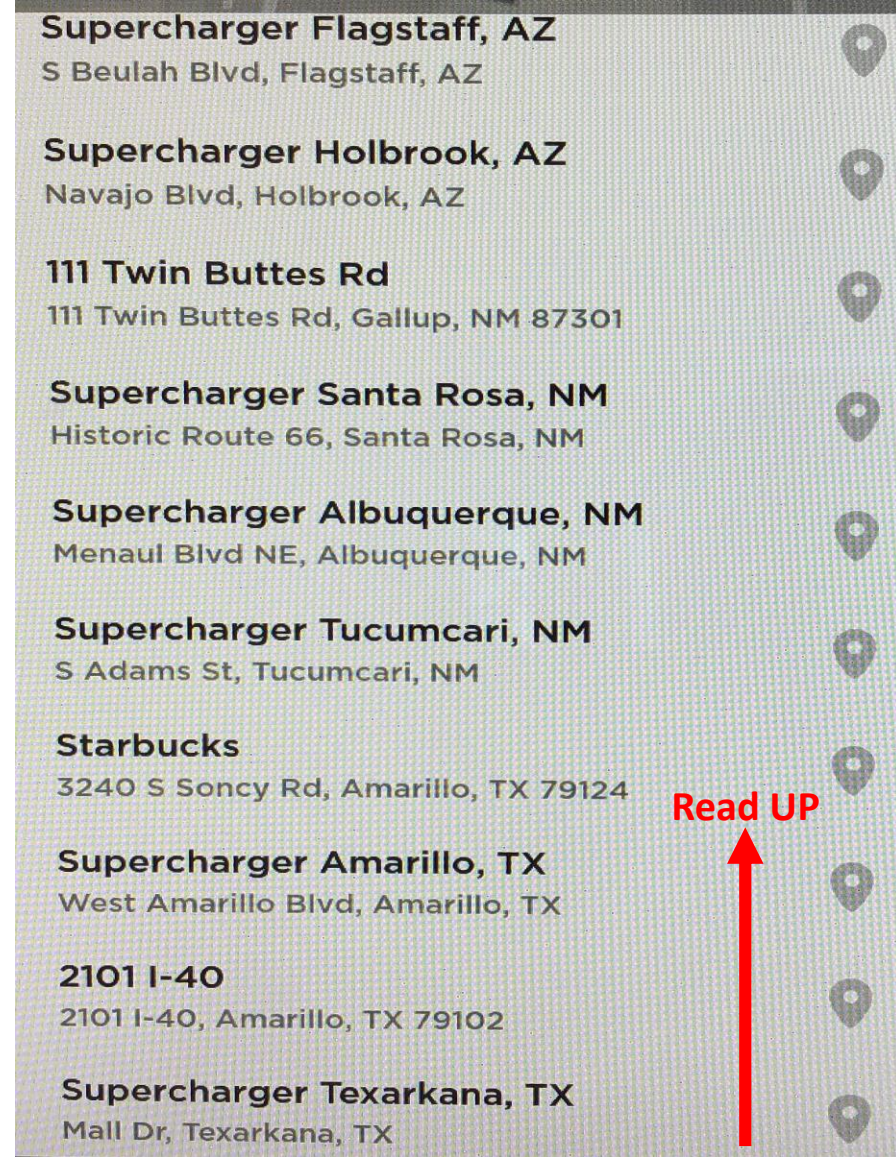 Supercharger Flagstaff, AZ
S Beulah Blvd, Flagstaff, AZ
Supercharger Holbrook, AZ
Navajo Blvd, Holbrook, AZ
111 Twin Buttes Rd
111 Twin Buttes Rd, Gallup, NM 87301
Supercharger Santa Rosa, NM
Historic Route 66, Santa Rosa, NM
Supercharger Albuquerque, NM
Menaul Blvd NE, Albuquerque, NM
Supercharger Tucumcari, NM
S Adams St, Tucumcari, NM
Starbucks
3240 S Soncy Rd, Amarillo, TX 79124
Read UP
Supercharger Amarillo, TX
West Amarillo Blvd, Amarillo, TX
2101 I-40
2101 I-40, Amarillo, TX 79102
Supercharger Texarkana, TX
Mall Dr, Texarkana, TX